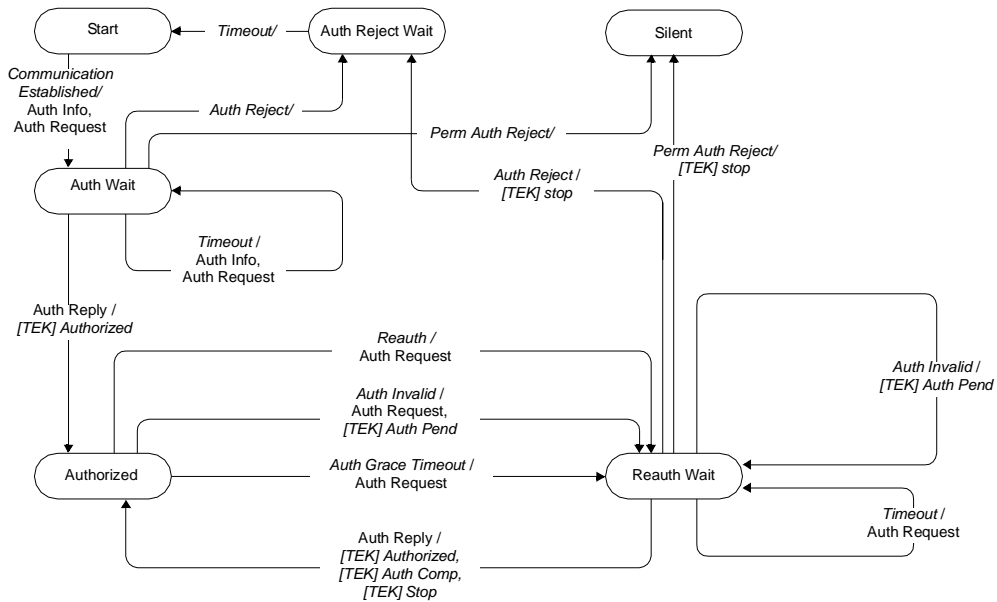 Start
Timeout/
Auth Reject Wait
Silent
Communication
Established/
Auth Info,
Auth Request
Auth Reject/
Perm Auth Reject/
Perm Auth Reject/
[TEK] stop
Auth Reject /
[TEK] stop
Auth Wait
Timeout /
Auth Info,
Auth Request
Auth Reply /
[TEK] Authorized
Reauth /
Auth Request
Auth Invalid /
[TEK] Auth Pend
Auth Invalid /
Auth Request,
[TEK] Auth Pend
Authorized
Auth Grace Timeout /
Auth Request
Reauth Wait
Timeout /
Auth Request
Auth Reply /
[TEK] Authorized,
[TEK] Auth Comp,
[TEK] Stop